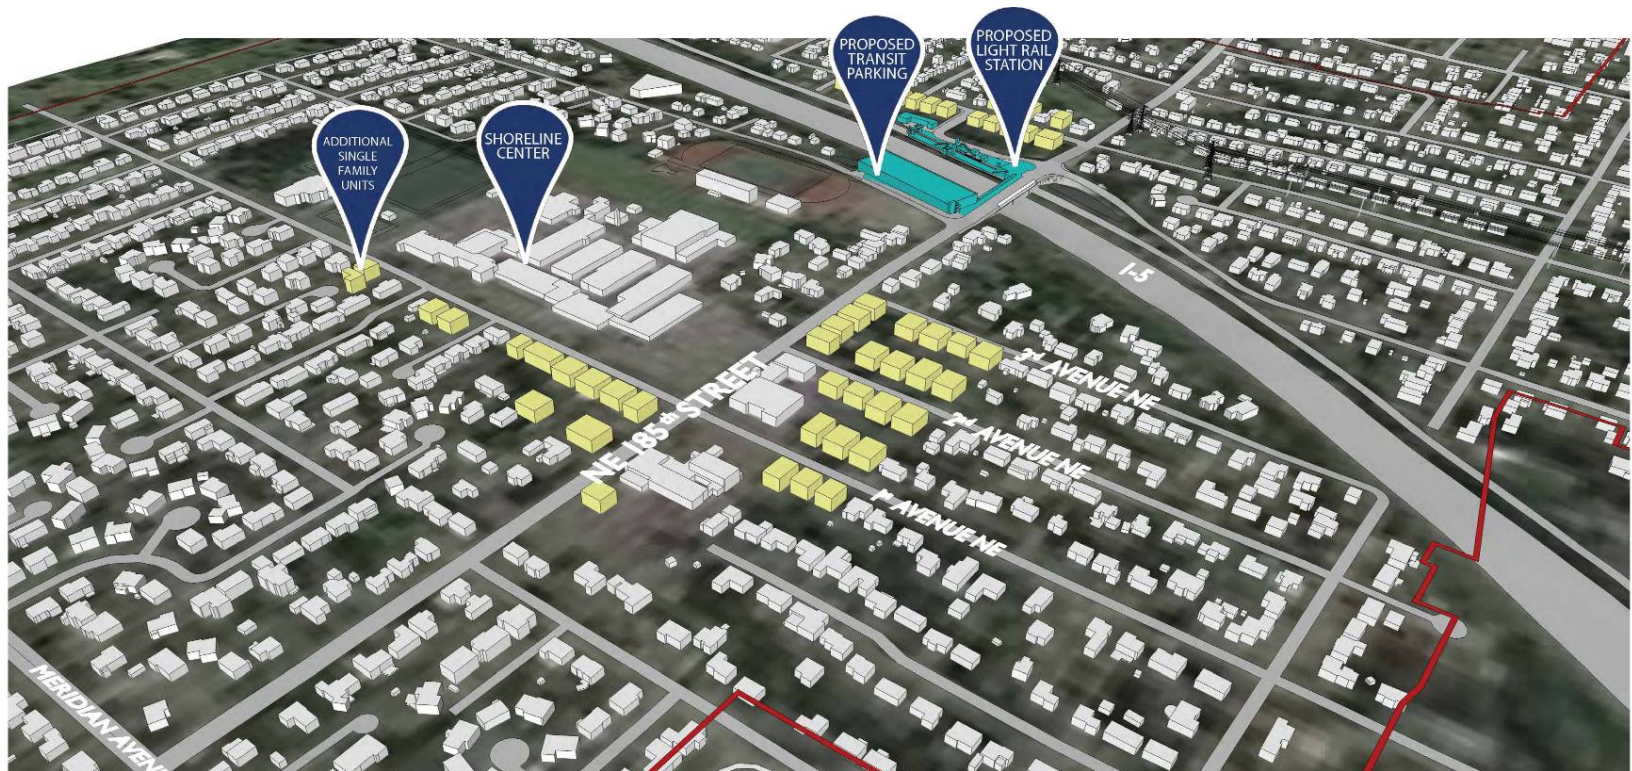 PROPOSED
TRANSIT
PARKING
PROPOSED
LIGHT RAIL
STATION
ADDITIONAL
SINGLE
FAMILY
UNITS
SHORELINE
CENTER
I-5
NE 185th STREET
3rd AVENUE NE
2nd AVENUE NE
1st AVENUE NE
MERIDIAN AVEN